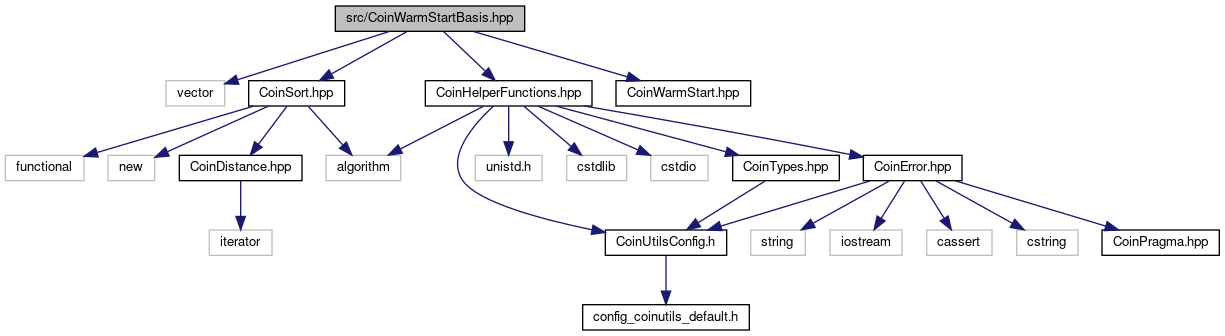 src/CoinWarmStartBasis.hpp
vector
CoinSort.hpp
CoinHelperFunctions.hpp
CoinWarmStart.hpp
functional
new
CoinDistance.hpp
algorithm
unistd.h
cstdlib
cstdio
CoinTypes.hpp
CoinError.hpp
iterator
CoinUtilsConfig.h
string
iostream
cassert
cstring
CoinPragma.hpp
config_coinutils_default.h